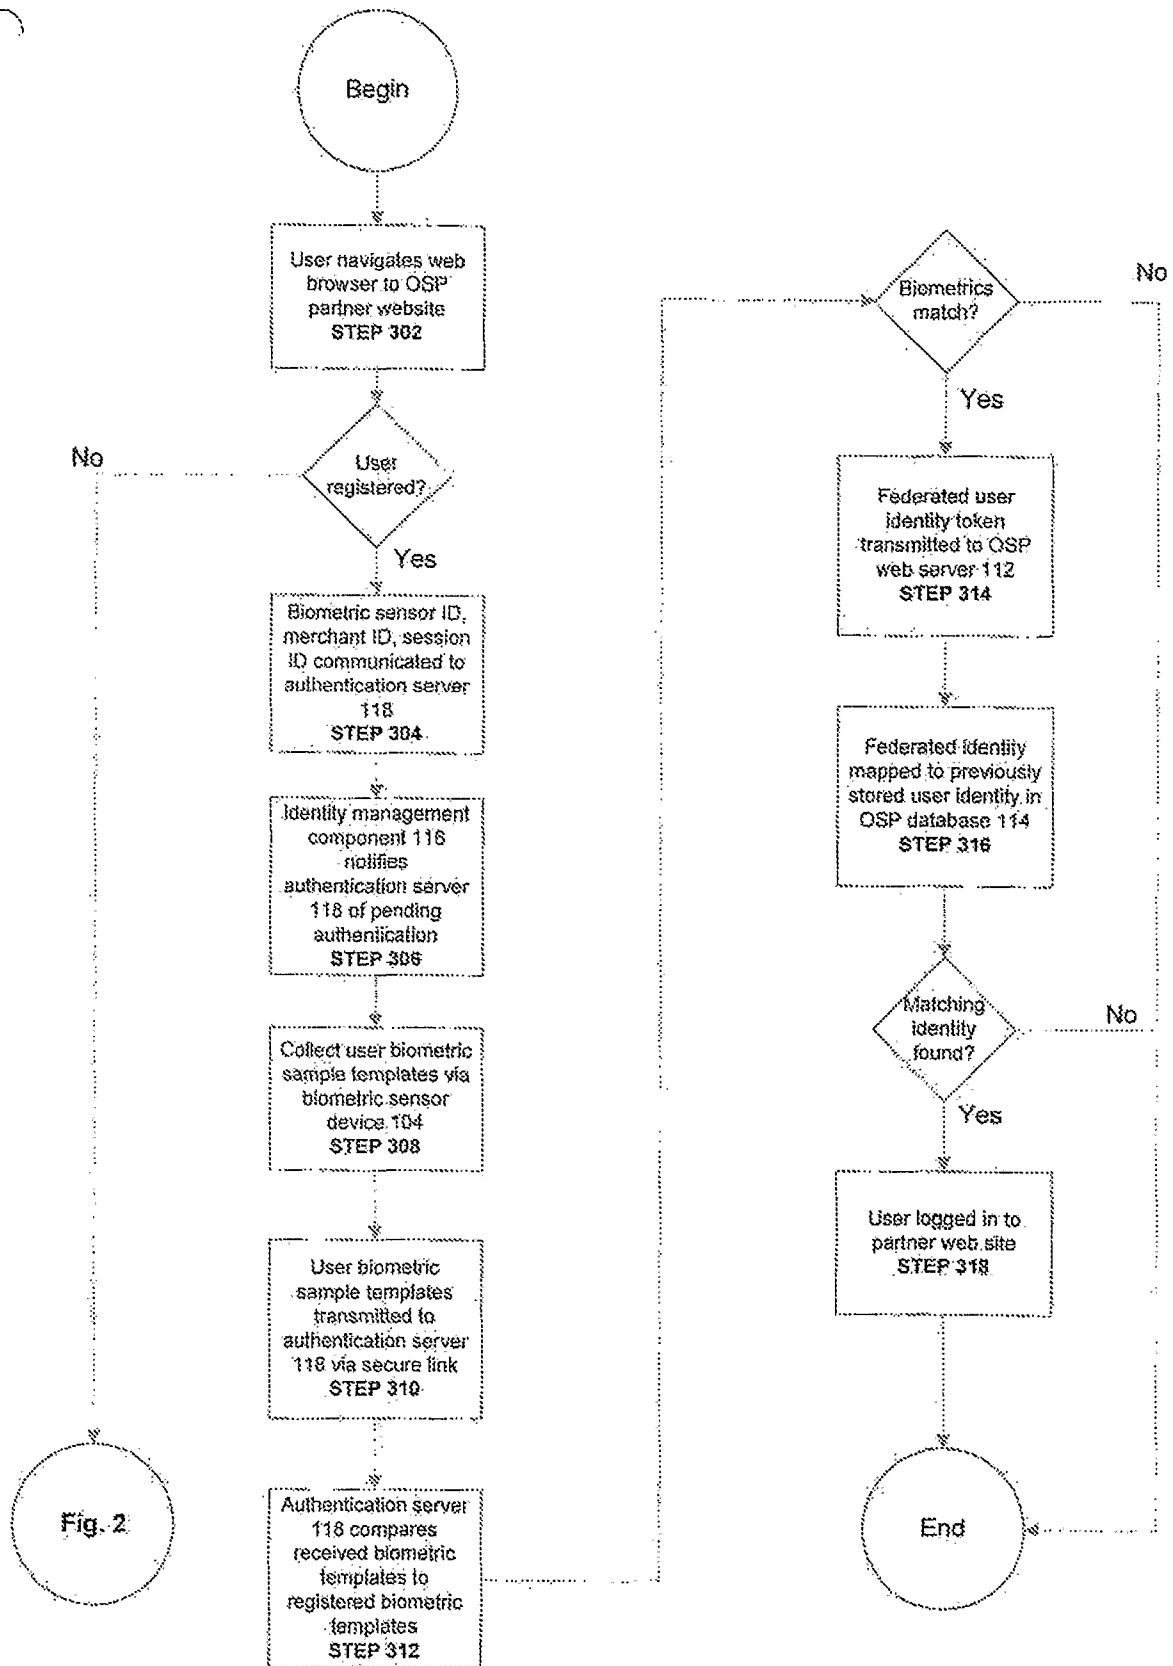 Begin
User navigates web
browser to OSP
partner website
STEP 302
User
registered?
No
Yes
Biometric sensor ID,
merchant ID, session
ID communicated to
authentication server
118
STEP 304
Identity management
component 116
notifies
authentication server
118 of pending
authentication
STEP 306
Collect user biometric
sample templates via
biometric sensor
device 104
STEP 308
User biometric
sample templates
transmitted to
authentication server
118 via secure link
STEP 310
Authentication server
118 compares
received biometric
templates to
registered biometric
templates
STEP 312
Fig. 2
Biometrics
match?
No
Yes
Federated user
identity token
transmitted to OSP
web server 112
STEP 314
Federated identity
mapped to previously
stored user identity in
OSP database 114
STEP 316
Matching
identity
found?
No
Yes
User logged in to
partner web site
STEP 318
End